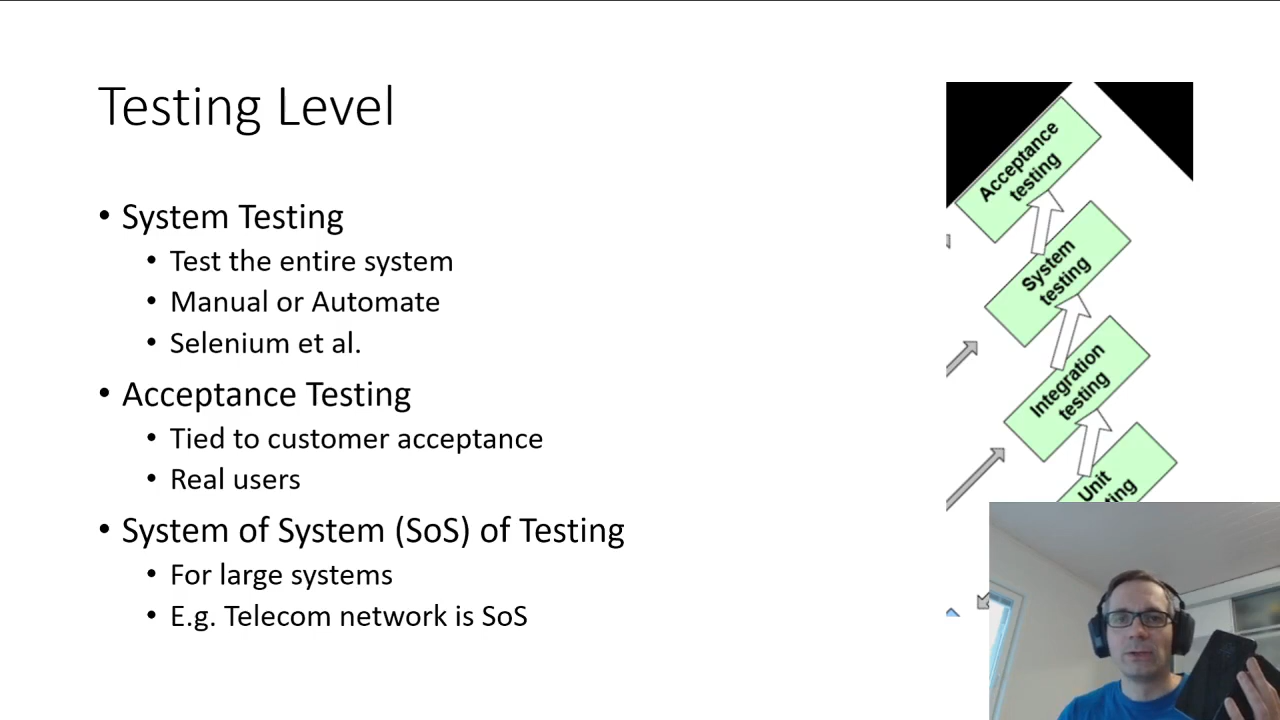 Testing Level
• System Testing
• Test the entire system
• Manual or Automate
• Selenium et al.
• Acceptance Testing
• Tied to customer acceptance
• Real users
• System of System (SoS) of Testing
• For large systems
• E.g. Telecom network is SoS
Acceptance
testing
System
testing
Integration
testing
Unit